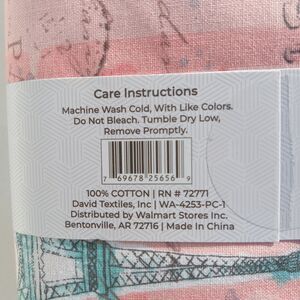 Care Instructions
Machine Wash Cold, With Like Colors.
Do Not Bleach. Tumble Dry Low,
Remove Promptly.
7 69678 25656 9
100% COTTON | RN # 72771
David Textiles, Inc | WA-4253-PC-1
Distributed by Walmart Stores Inc.
Bentonville, AR 72716 | Made In China